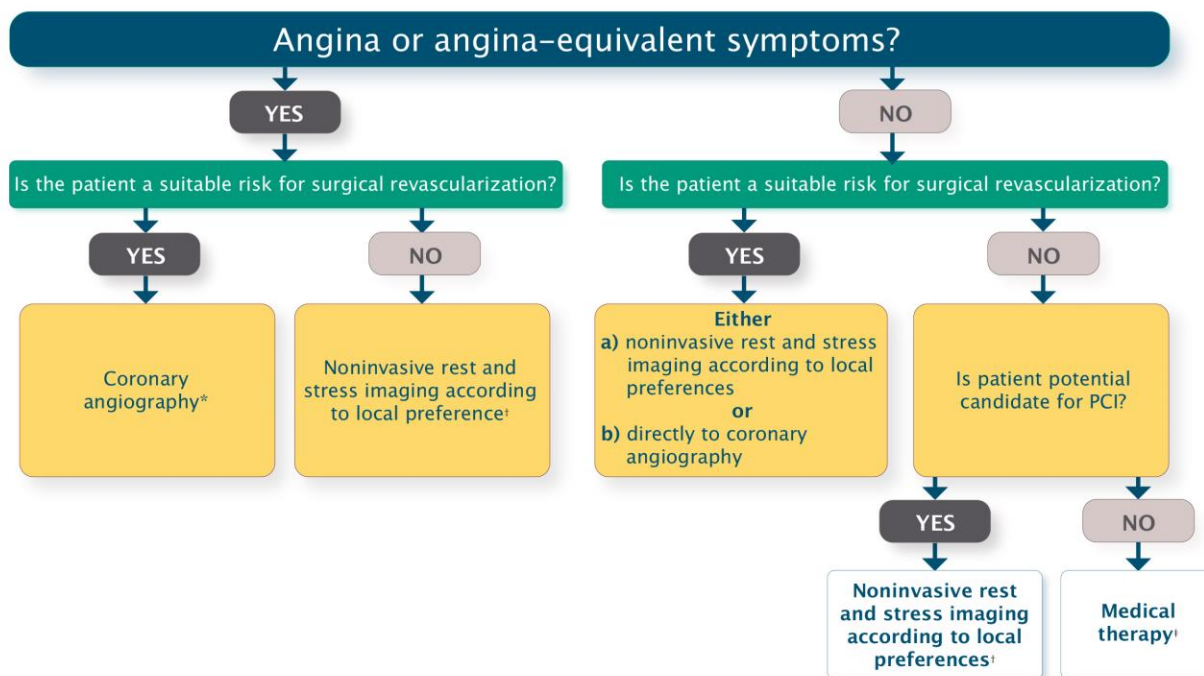 Angina or angina-equivalent symptoms?
YES
NO
Is the patient a suitable risk for surgical revascularization?
Is the patient a suitable risk for surgical revascularization?
YES
NO
YES
NO
Coronary
angiography*
Noninvasive rest and
stress imaging according
to local preference†
Either
a) noninvasive rest and stress
imaging according to local
preferences
or
b) directly to coronary
angiography
Is patient potential
candidate for PCI?
YES
NO
Noninvasive rest
and stress imaging
according to local
preferences†
Medical
therapy‡